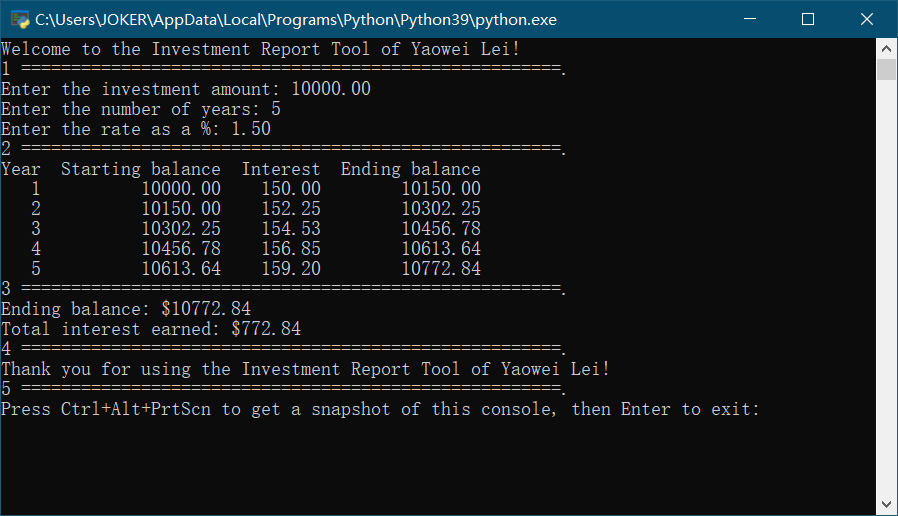 C:\Users\JOKER\AppData\Local\Programs\Python\Python39\python.exe
Welcome to the Investment Report Tool of Yaowei Lei!
1 ======================================================.
Enter the investment amount: 10000.00
Enter the number of years: 5
Enter the rate as a %: 1.50
2 ======================================================.
Year  Starting balance  Interest  Ending balance
   1          10000.00    150.00        10150.00
   2          10150.00    152.25        10302.25
   3          10302.25    154.53        10456.78
   4          10456.78    156.85        10613.64
   5          10613.64    159.20        10772.84
3 ======================================================.
Ending balance: $10772.84
Total interest earned: $772.84
4 ======================================================.
Thank you for using the Investment Report Tool of Yaowei Lei!
5 ======================================================.
Press Ctrl+Alt+PrtScn to get a snapshot of this console, then Enter to exit: